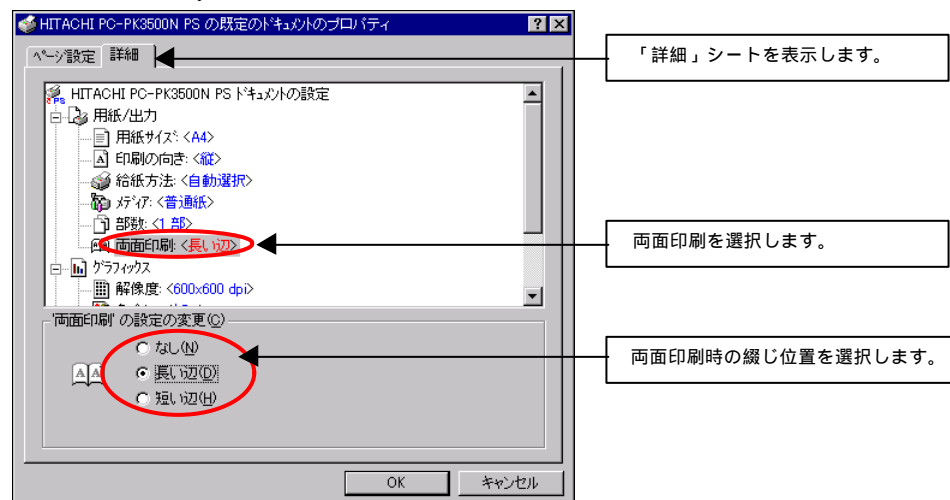 HITACHI PC-PK3500N PS の既定のﾄﾞｷｭﾒﾝﾄのプロパティ
ﾍﾟｰｼﾞ設定 詳細
「詳細」シートを表示します。
HITACHI PC-PK3500N PS ﾄﾞｷｭﾒﾝﾄの設定
用紙/出力
用紙ｻｲｽﾞ: <A4>
印刷の向き: <縦>
給紙方法: <自動選択>
ﾒﾃﾞｨｱ: <普通紙>
部数: <1 部>
両面印刷: <長い辺>
両面印刷を選択します。
ｸﾞﾗﾌｨｯｸｽ
解像度: <600x600 dpi>
'両面印刷' の設定の変更(C)
なし(N)
両面印刷時の綴じ位置を選択します。
長い辺(D)
短い辺(H)
OK キャンセル